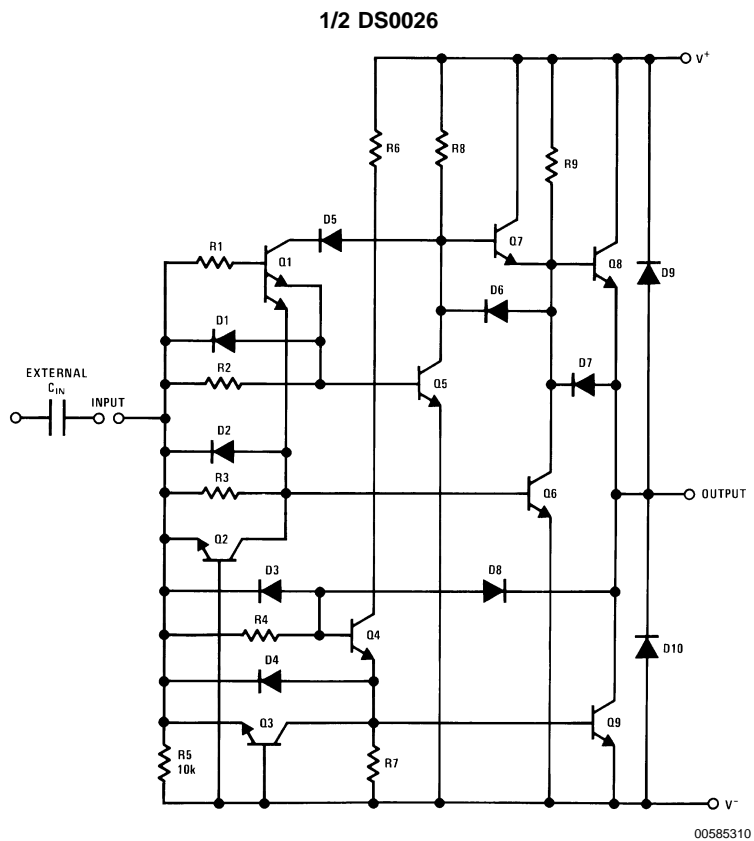 1/2 DS0026
V+
R6
R8
R9
D5
Q7
R1
Q1
Q8
D9
D6
D1
D7
EXTERNAL
CIN
INPUT
R2
Q5
D2
R3
Q6
OUTPUT
Q2
D3
D8
R4
Q4
D10
D4
Q3
Q9
R5
10k
R7
V-
00585310